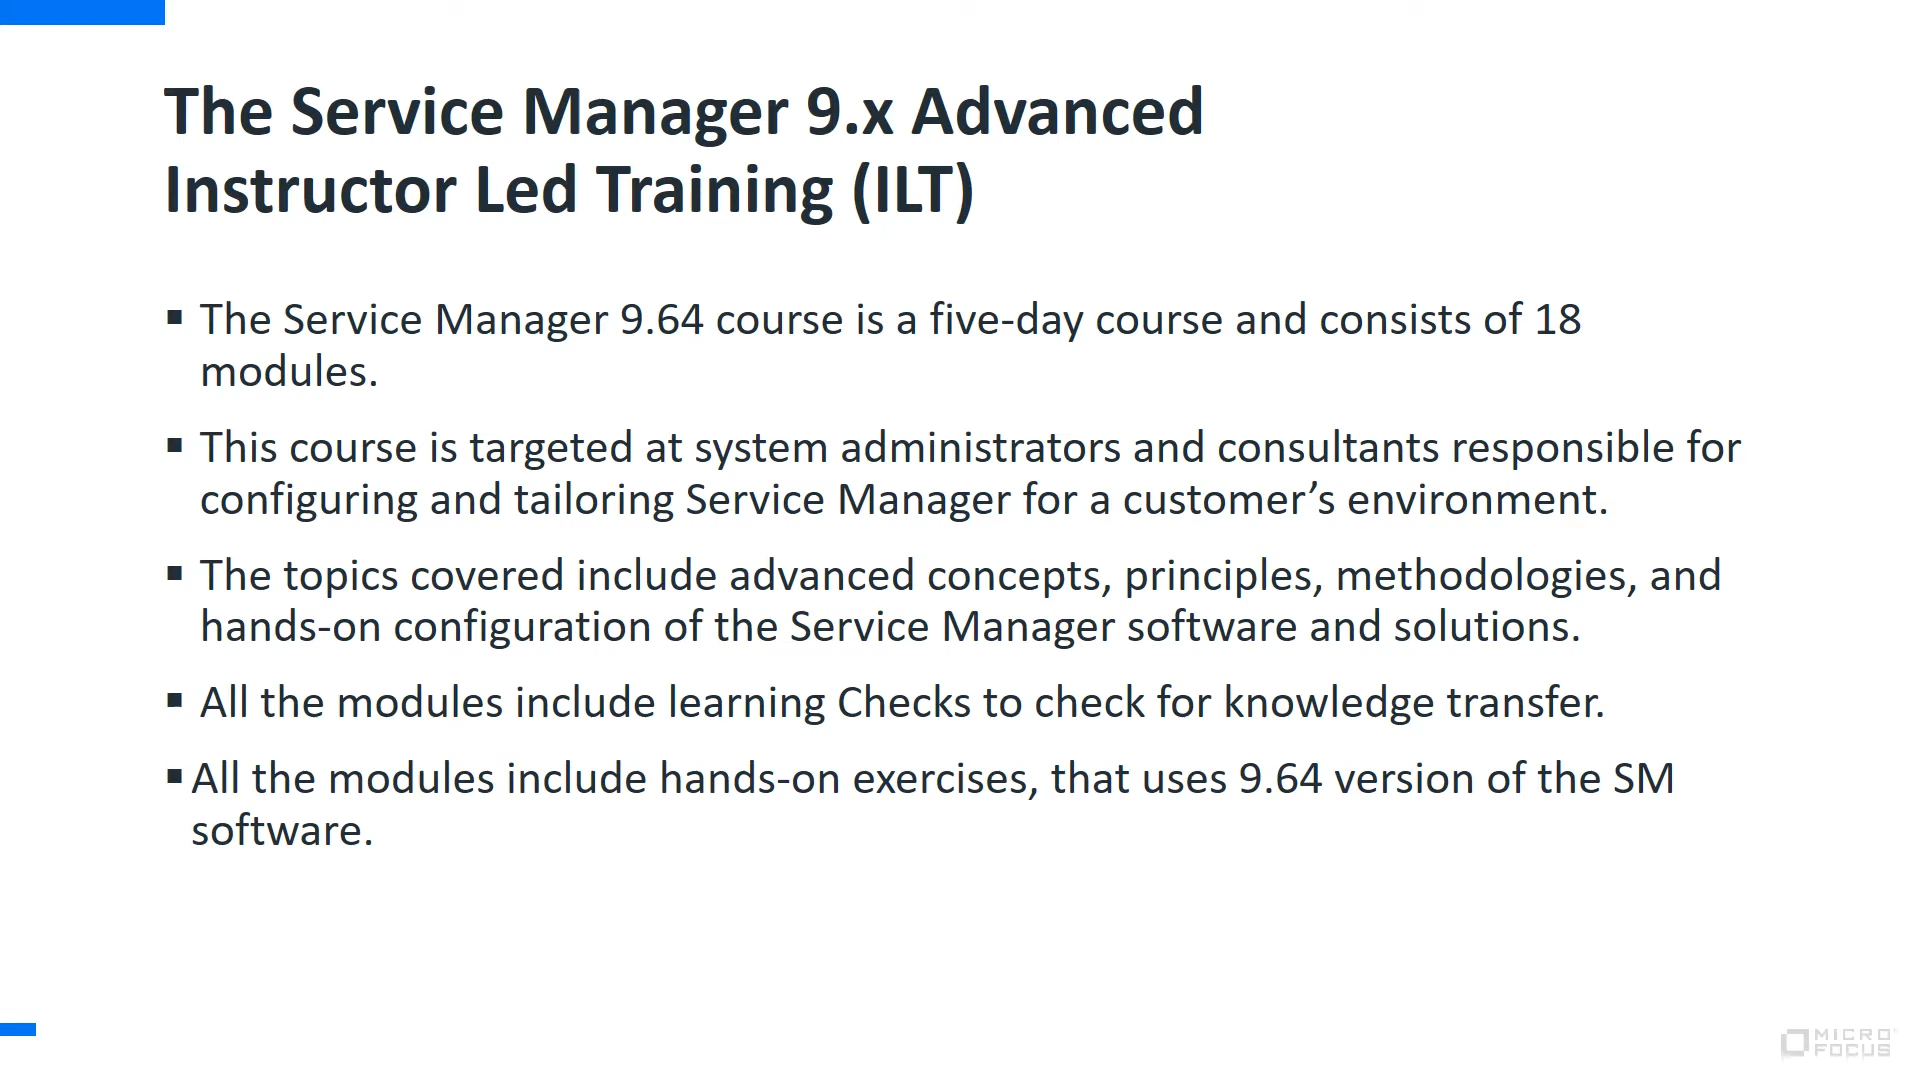 The Service Manager 9.x Advanced
Instructor Led Training (ILT)
▪ The Service Manager 9.64 course is a five-day course and consists of 18
modules.
▪ This course is targeted at system administrators and consultants responsible for
configuring and tailoring Service Manager for a customer’s environment.
▪ The topics covered include advanced concepts, principles, methodologies, and
hands-on configuration of the Service Manager software and solutions.
▪ All the modules include learning Checks to check for knowledge transfer.
▪ All the modules include hands-on exercises, that uses 9.64 version of the SM
software.
MICRO
FOCUS